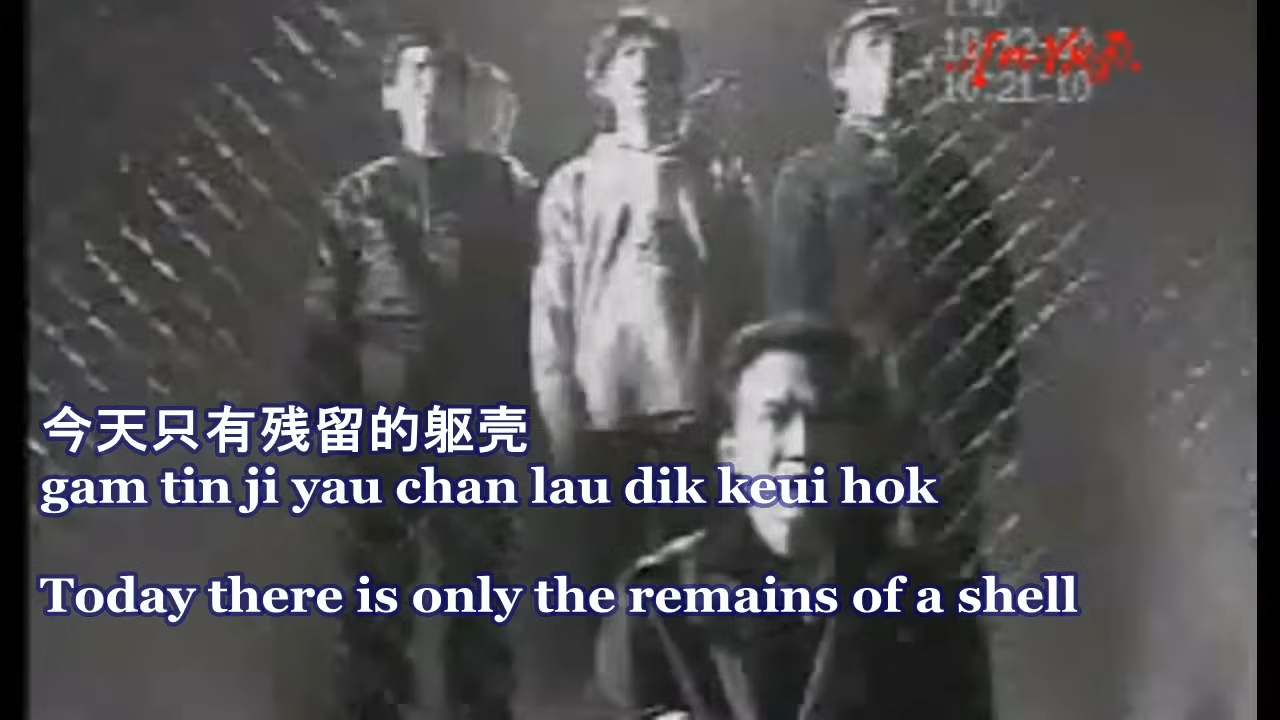 今天只有残留的躯壳
gam tin ji yau chan lau dik keui hok
Today there is only the remains of a shell